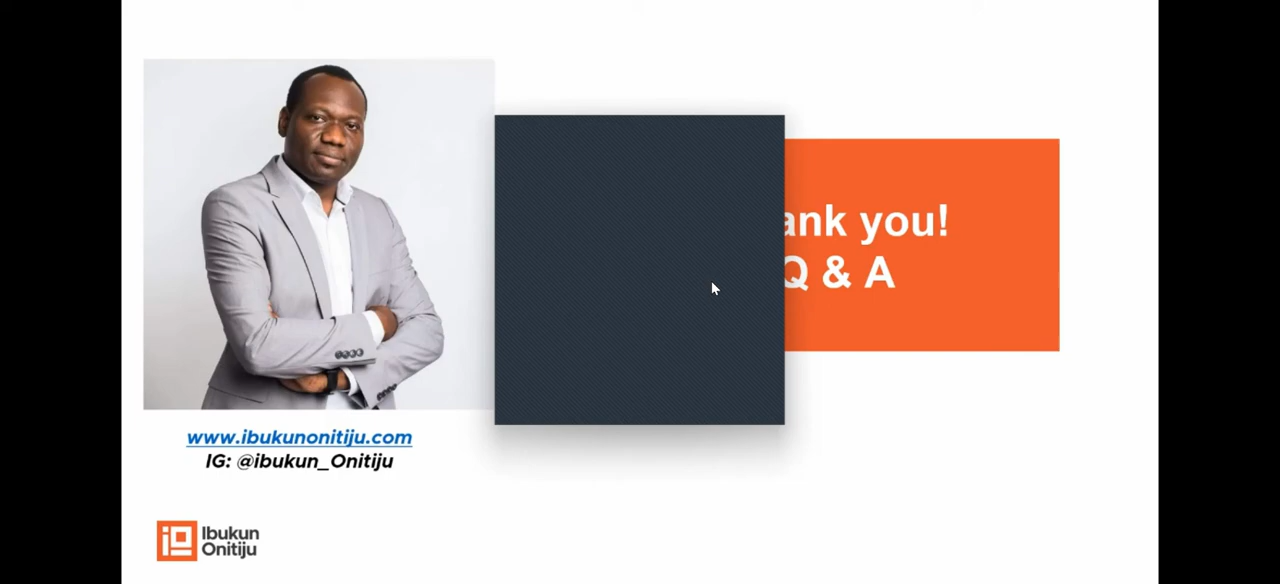 ank you!
Q & A
www.ibukunonitiju.com
IG: @ibukun_Onitiju
Ibukun
Onitiju